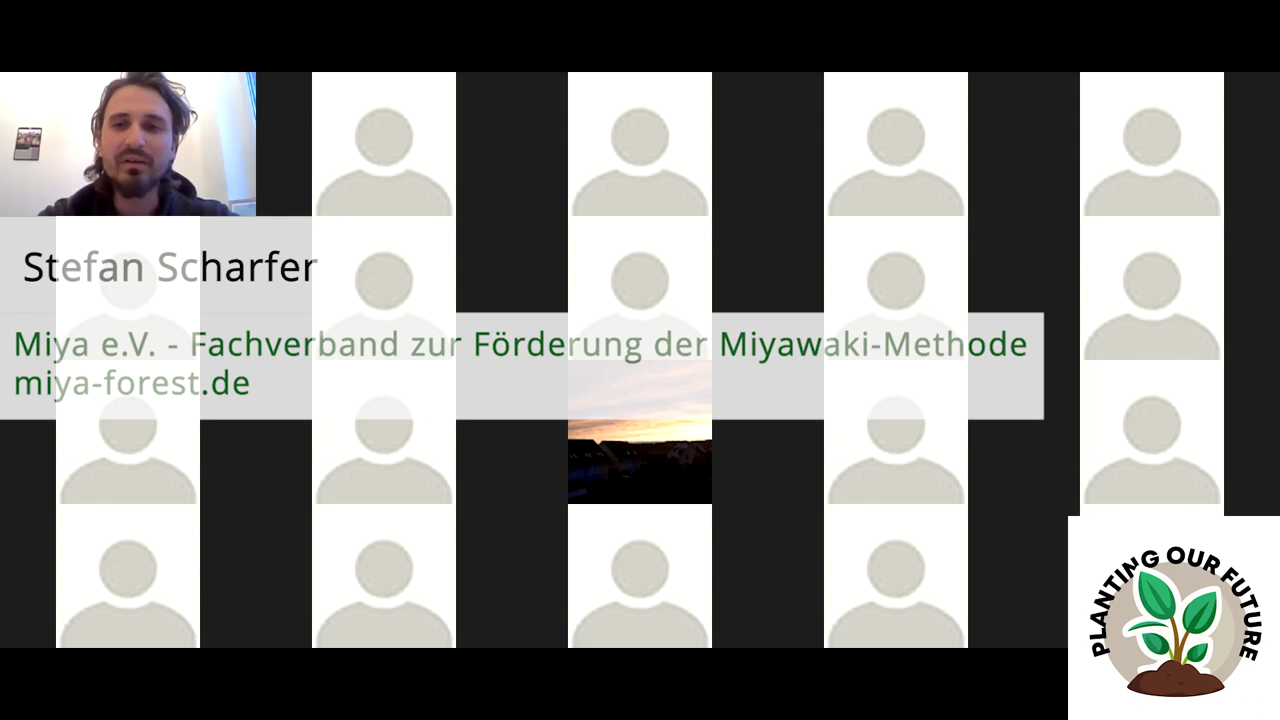 Stefan Scharfer
Miya e.V. - Fachverband zur Förderung der Miyawaki-Methode
miya-forest.de
PLANTING OUR FUTURE